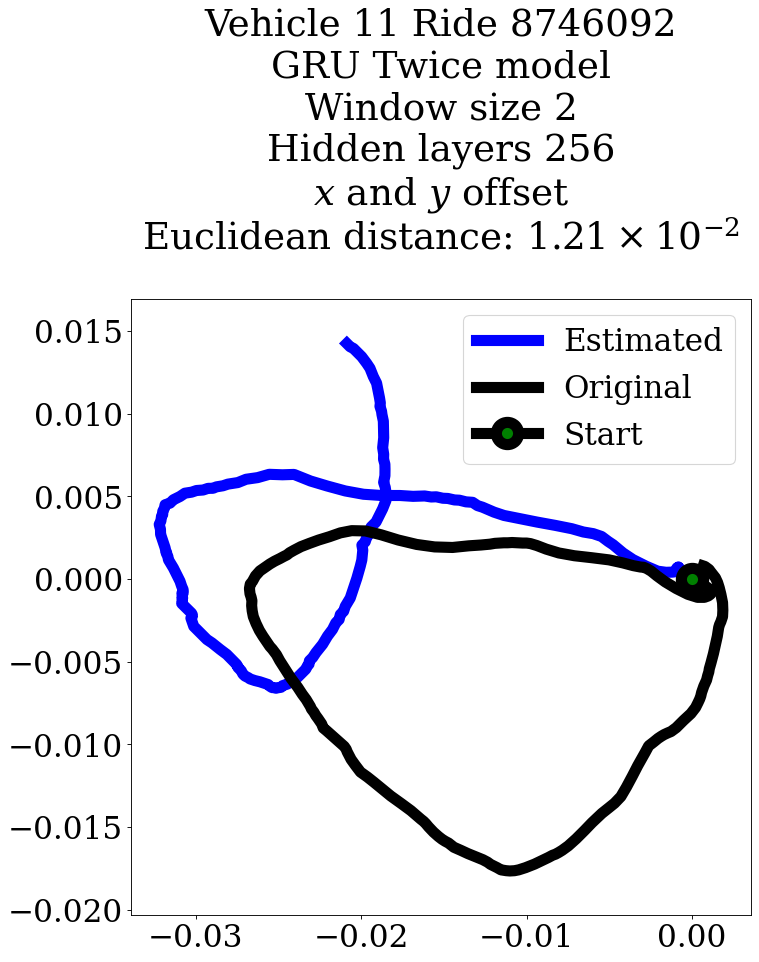 Vehicle 11 Ride 8746092
GRU Twice model
Window size 2
Hidden layers 256
x and y offset
Euclidean distance: 1.21 × 10⁻²
Estimated
Original
Start
0.015
0.010
0.005
0.000
−0.005
−0.010
−0.015
−0.020
−0.03 −0.02 −0.01 0.00